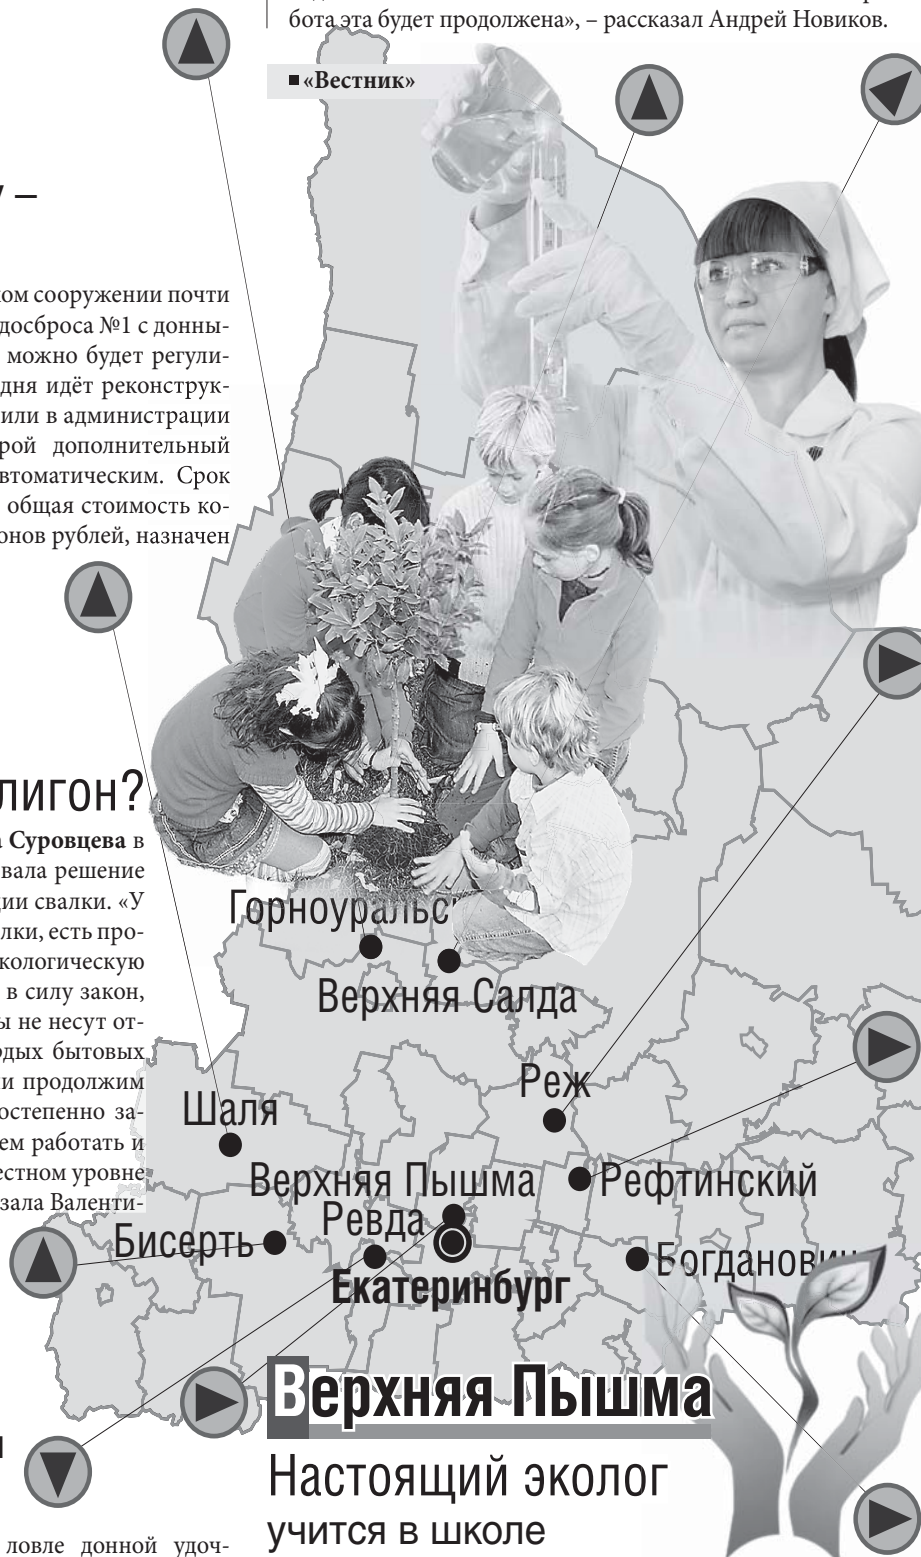 бота эта будет продолжена», – рассказал Андрей Новиков.
«Вестник»
–
ом сооружении почти
досброса №1 с донны-
можно будет регули-
дня идёт реконструк-
или в администрации
рой дополнительный
втоматическим. Срок
общая стоимость ко-
онов рублей, назначен
лигон?
а Суровцева в
вала решение
ции свалки. «У
лки, есть про-
кологическую
в силу закон,
ы не несут от-
рдых бытовых
и продолжим
остепенно за-
ем работать и
естном уровне
зала Валенти-
Горноуральс
Верхняя Салда
Реж
Шаля
Верхняя Пышма
Рефтинский
Ревда
Бисерть
Богданович
Екатеринбург
Верхняя Пышма
Настоящий эколог
учится в школе
ловле донной удоч-